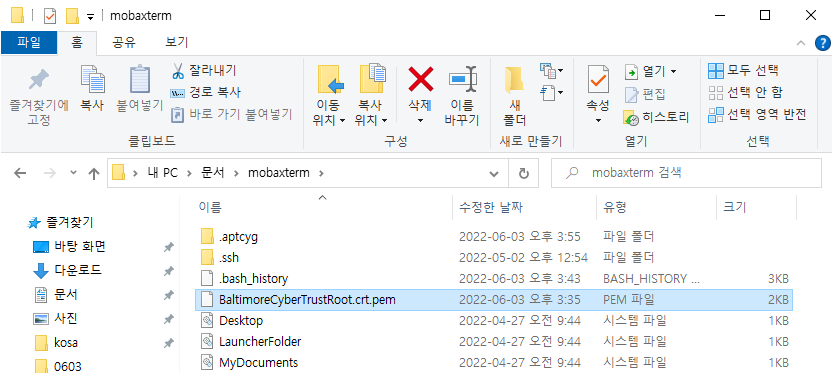 mobaxterm
파일 홈 공유 보기
즐겨찾기에 고정
복사
붙여넣기
잘라내기
경로 복사
바로 가기 붙여넣기
클립보드
이동 위치
복사 위치
삭제
이름 바꾸기
구성
새 폴더
새로 만들기
속성
열기
편집
히스토리
열기
모두 선택
선택 안 함
선택 영역 반전
선택
내 PC > 문서 > mobaxterm >
mobaxterm 검색
이름 수정한 날짜 유형 크기
즐겨찾기
바탕 화면
다운로드
문서
사진
kosa
0603
.aptcyg 2022-06-03 오후 3:55 파일 폴더
.ssh 2022-05-02 오후 12:54 파일 폴더
.bash_history 2022-06-03 오후 3:43 BASH_HISTORY ... 3KB
BaltimoreCyberTrustRoot.crt.pem 2022-06-03 오후 3:35 PEM 파일 2KB
Desktop 2022-04-27 오전 9:44 시스템 파일 1KB
LauncherFolder 2022-04-27 오전 9:44 시스템 파일 1KB
MyDocuments 2022-04-27 오전 9:44 시스템 파일 1KB